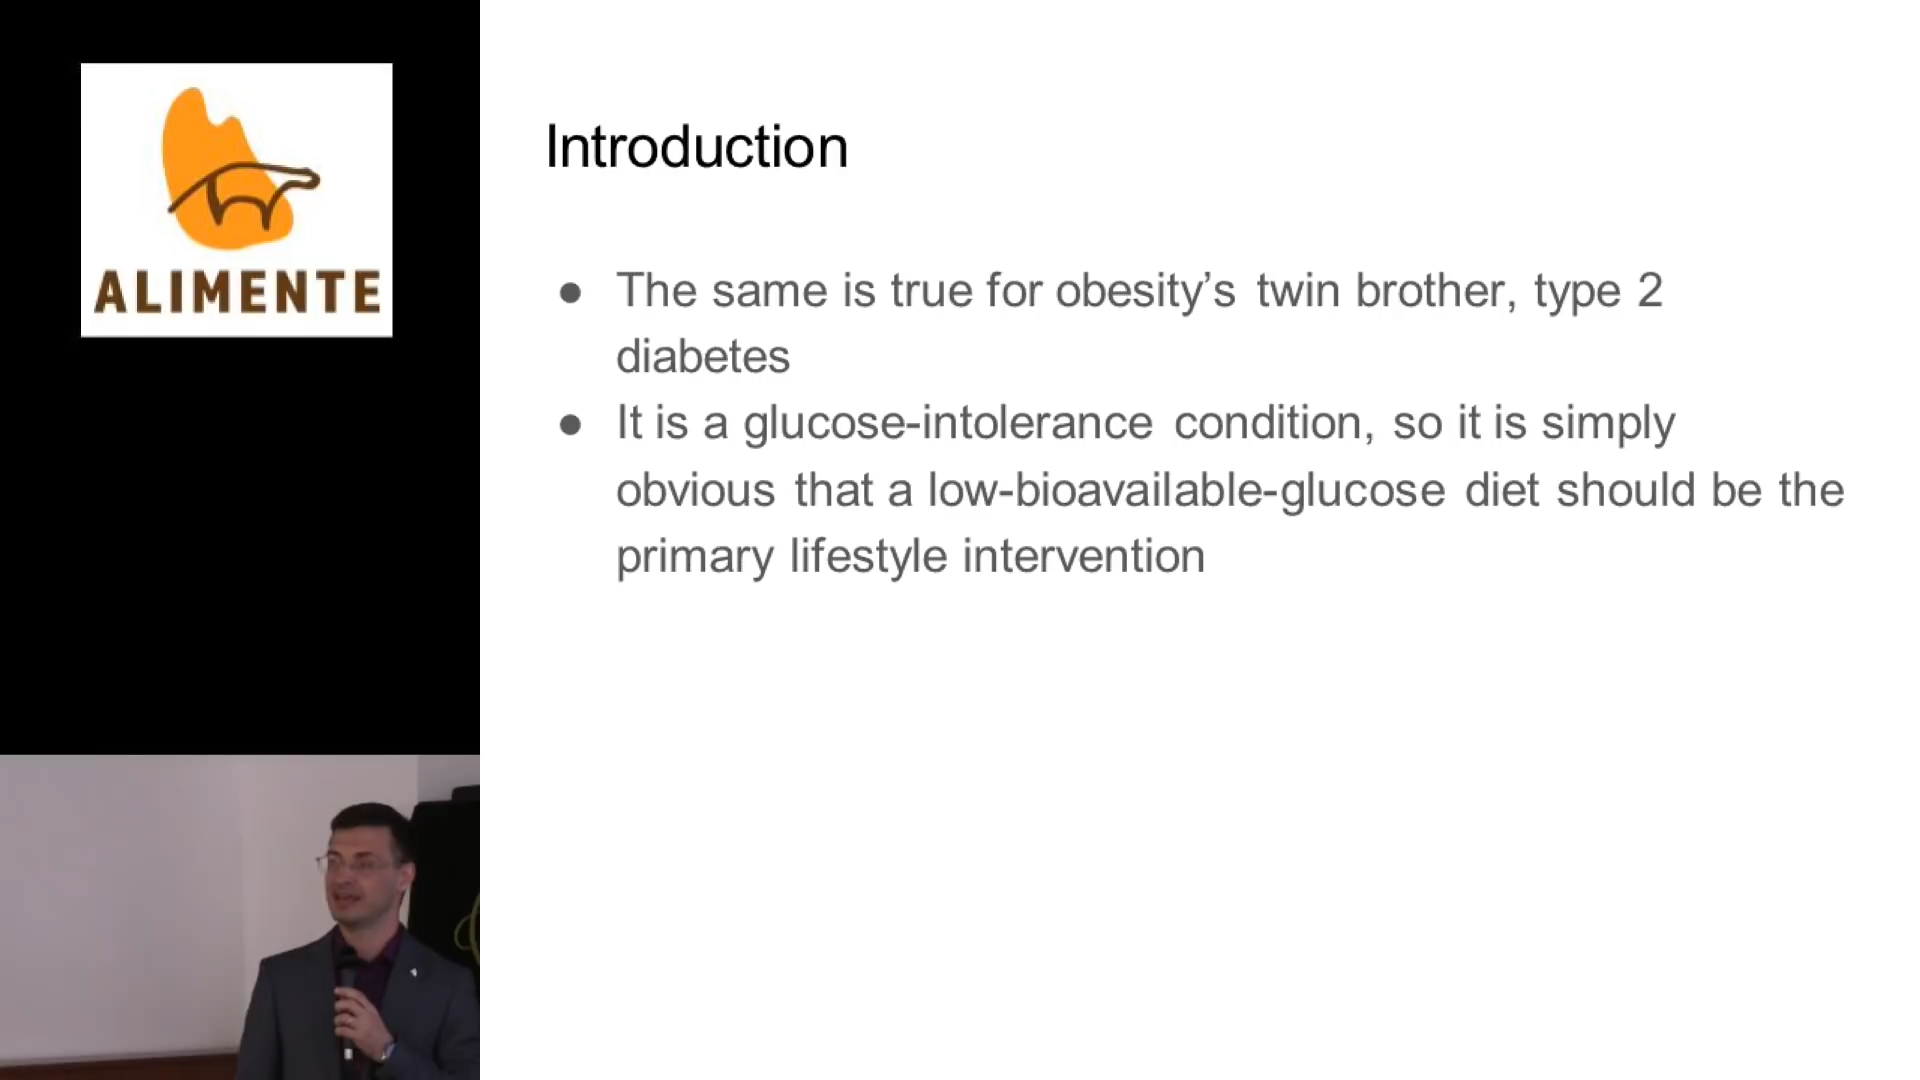 ALIMENTE
Introduction
● The same is true for obesity’s twin brother, type 2
diabetes
● It is a glucose-intolerance condition, so it is simply
obvious that a low-bioavailable-glucose diet should be the
primary lifestyle intervention